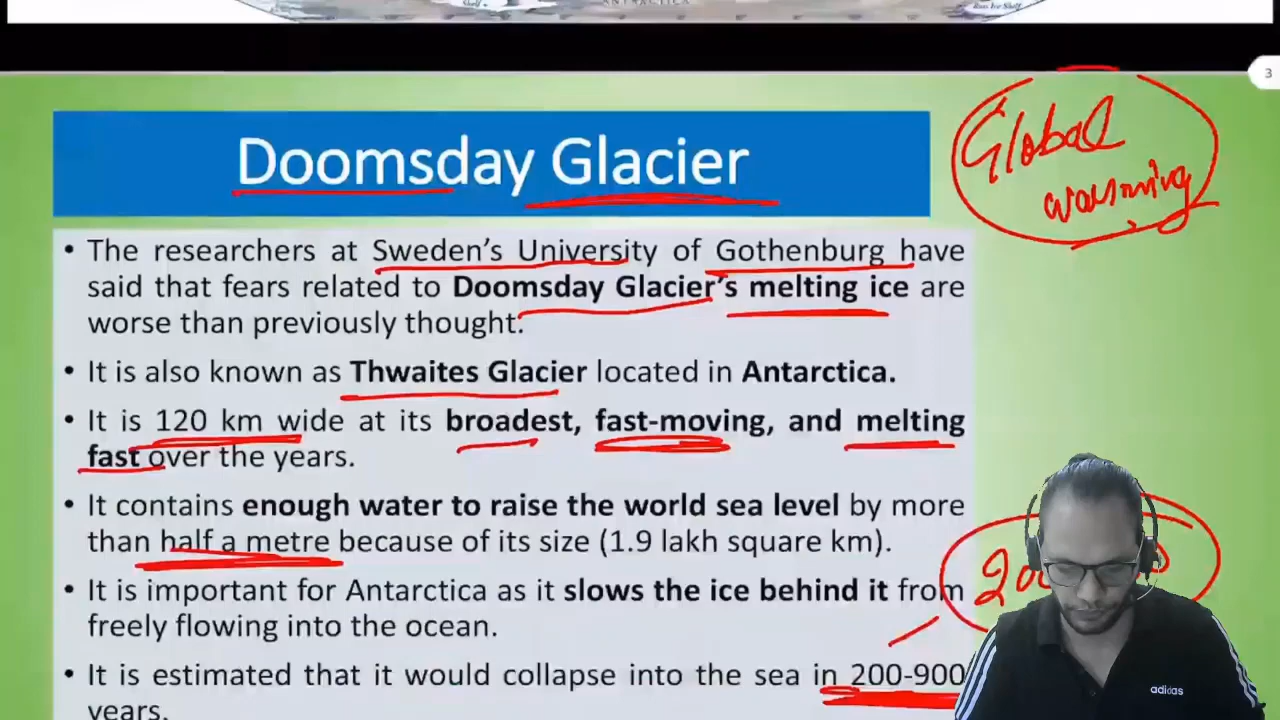 ANTARCTICA
3
Doomsday Glacier
Global
warming
• The researchers at Sweden's University of Gothenburg have
said that fears related to Doomsday Glacier's melting ice are
worse than previously thought.
• It is also known as Thwaites Glacier located in Antarctica.
• It is 120 km wide at its broadest, fast-moving, and melting
fast over the years.
• It contains enough water to raise the world sea level by more
than half a metre because of its size (1.9 lakh square km).
• It is important for Antarctica as it slows the ice behind it from
freely flowing into the ocean.
• It is estimated that it would collapse into the sea in 200-900
years.
adidas